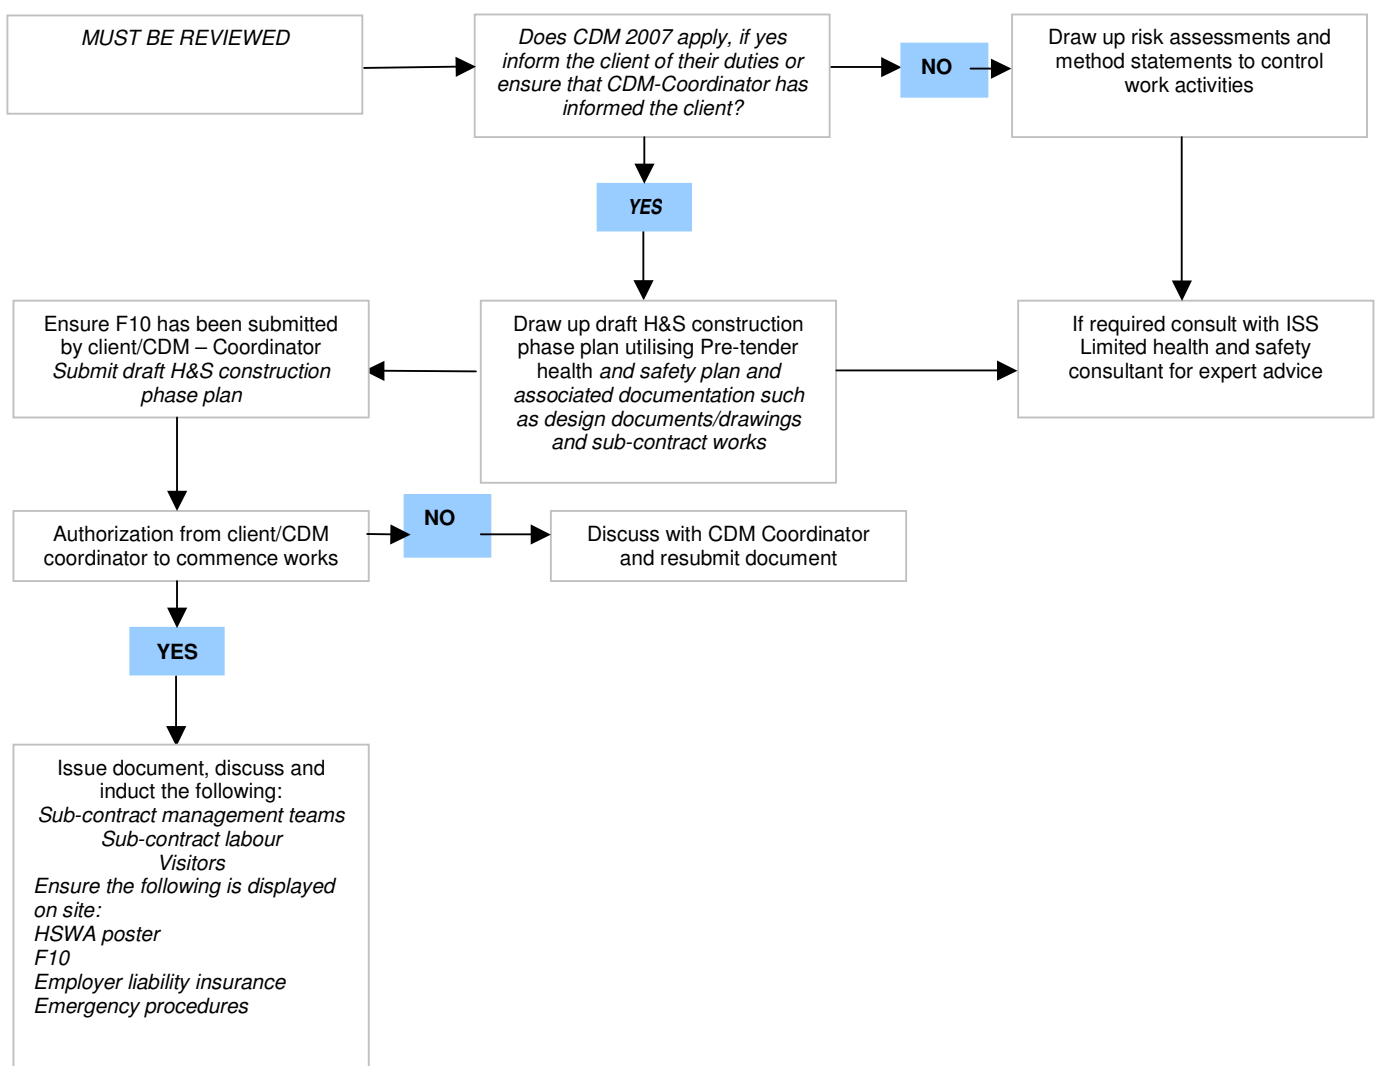 MUST BE REVIEWED
Does CDM 2007 apply, if yes
inform the client of their duties or
ensure that CDM-Coordinator has
informed the client?
NO
Draw up risk assessments and
method statements to control
work activities
YES
Ensure F10 has been submitted
by client/CDM – Coordinator
Submit draft H&S construction
phase plan
Draw up draft H&S construction
phase plan utilising Pre-tender
health and safety plan and
associated documentation such
as design documents/drawings
and sub-contract works
If required consult with ISS
Limited health and safety
consultant for expert advice
Authorization from client/CDM
coordinator to commence works
NO
Discuss with CDM Coordinator
and resubmit document
YES
Issue document, discuss and
induct the following:
Sub-contract management teams
Sub-contract labour
Visitors
Ensure the following is displayed
on site:
HSWA poster
F10
Employer liability insurance
Emergency procedures